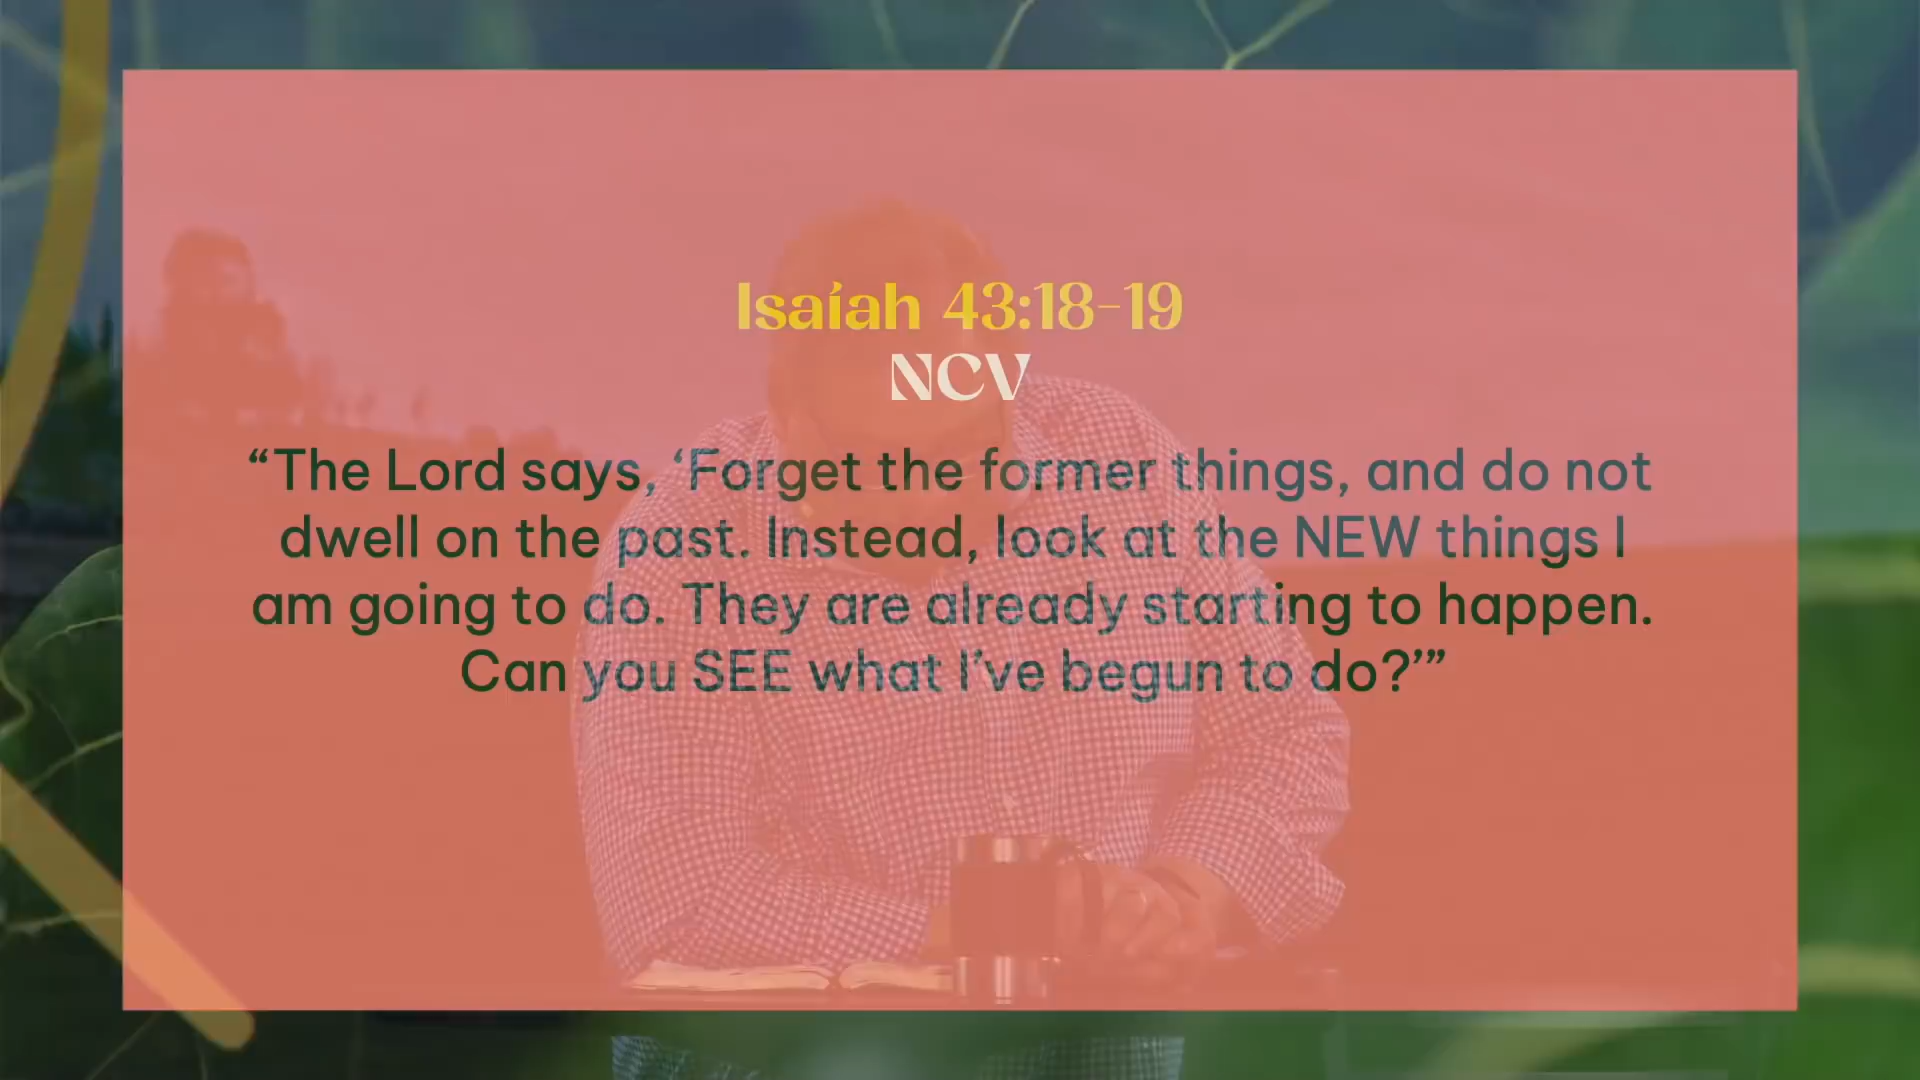 Isaiah 43:18-19
NCV
“The Lord says, ‘Forget the former things, and do not
dwell on the past. Instead, look at the NEW things I
am going to do. They are already starting to happen.
Can you SEE what I’ve begun to do?’”